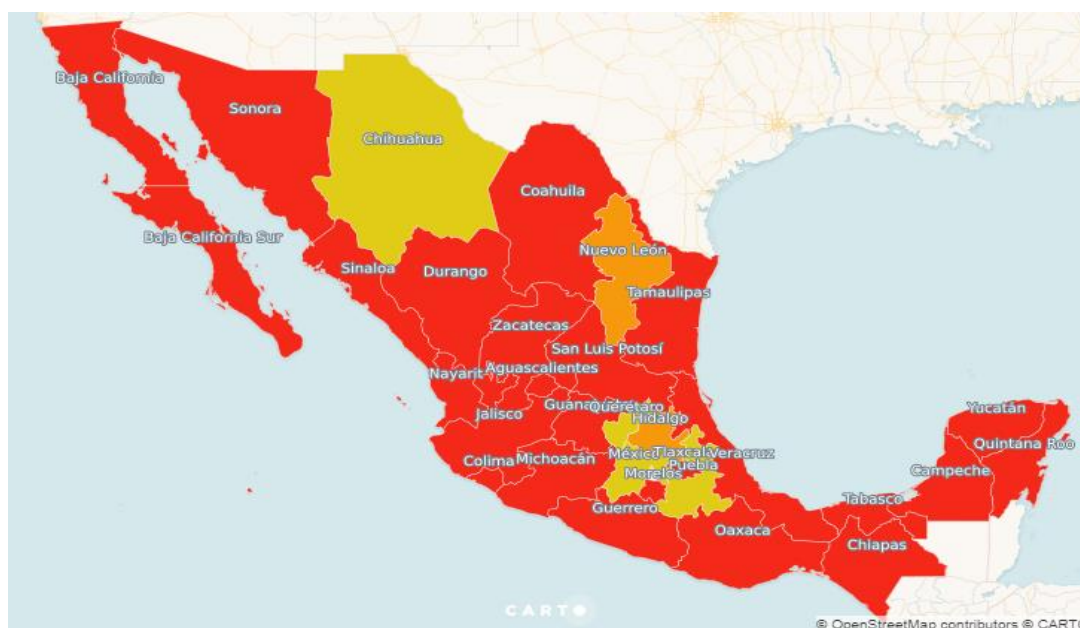 Baja California
Sonora
Chihuahua
Coahuila
Baja California Sur
Nuevo León
Sinaloa
Durango
Tamaulipas
Zacatecas
San Luis Potosí
Nayarit
Aguascalientes
Querétaro
Jalisco
Hidalgo
Yucatán
Quintana Roo
Colima
Michoacán
México
Tlaxcala
Veracruz
Puebla
Morelos
Campeche
Tabasco
Guerrero
Oaxaca
Chiapas
CARTO
© OpenStreetMap contributors ©